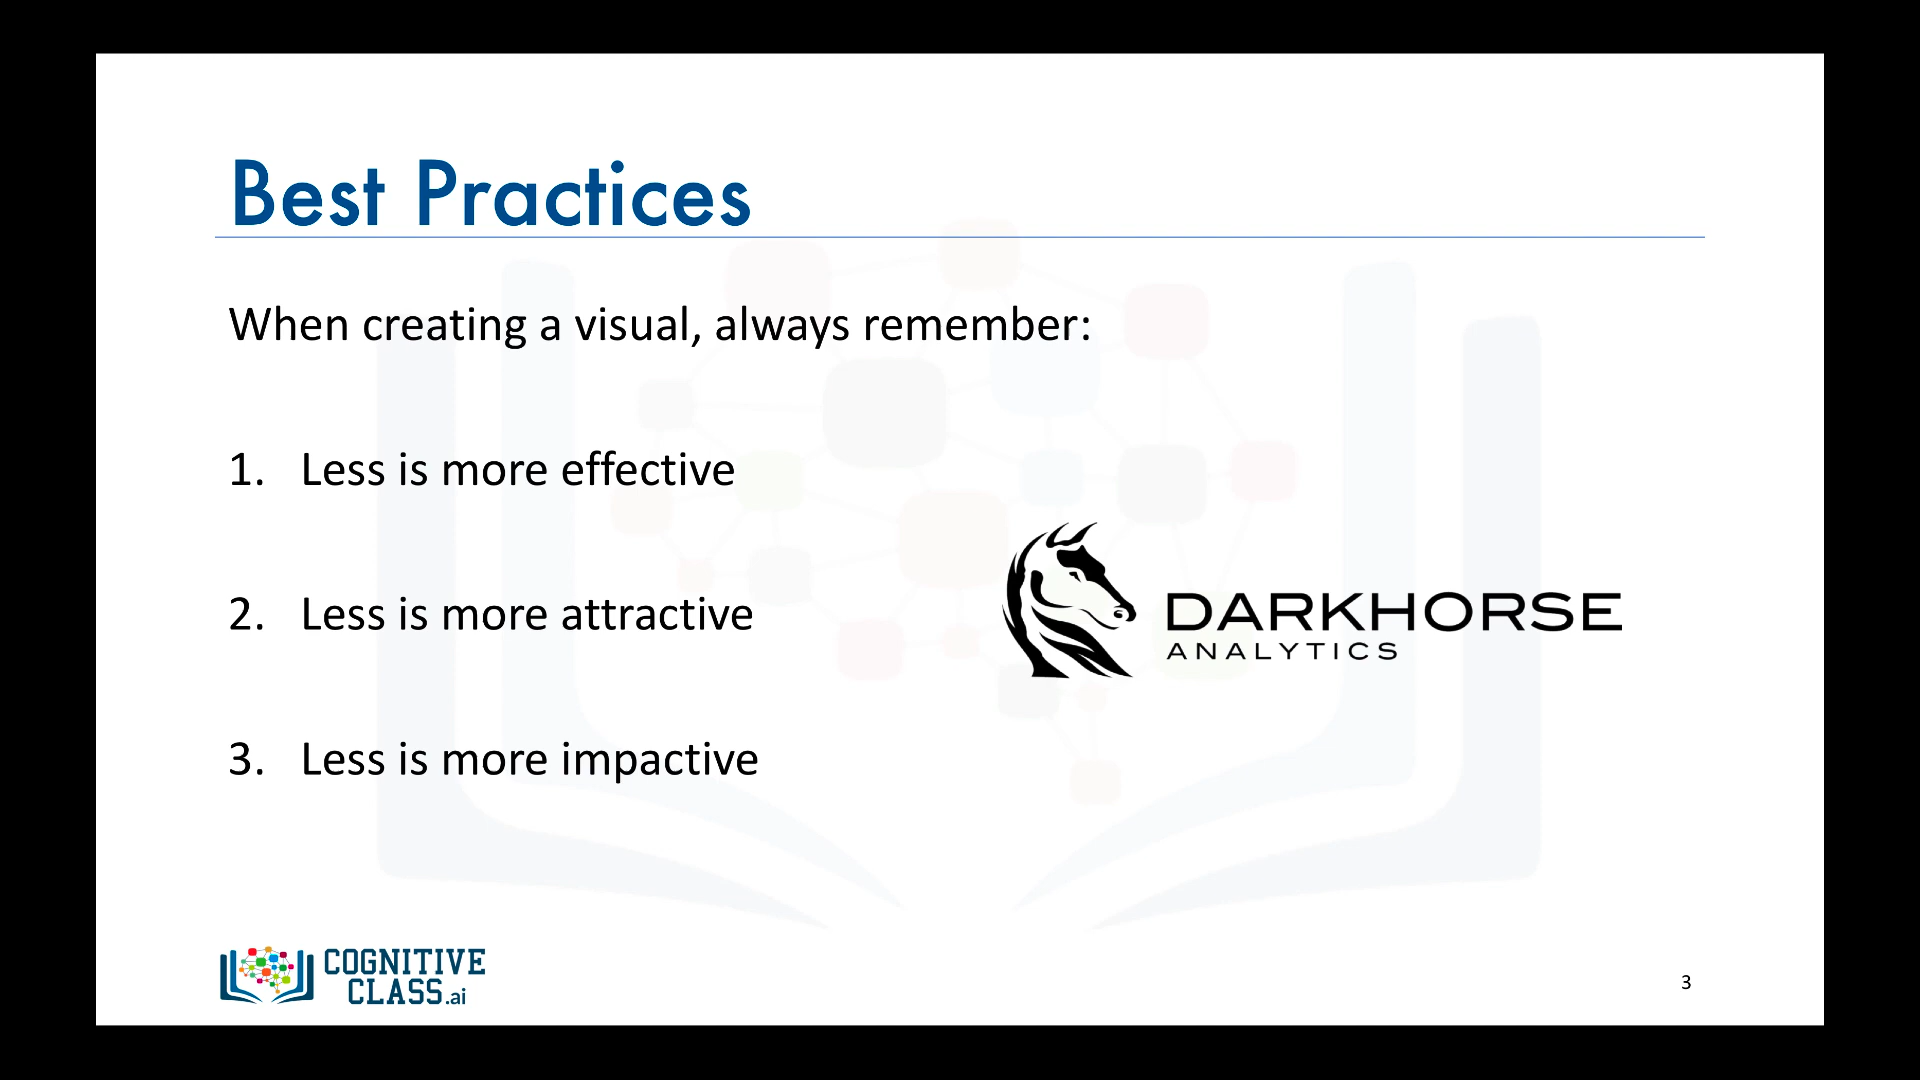 Best Practices
When creating a visual, always remember:
1. Less is more effective
2. Less is more attractive
DARKHORSE
ANALYTICS
3. Less is more impactive
COGNITIVE
CLASS.ai
3